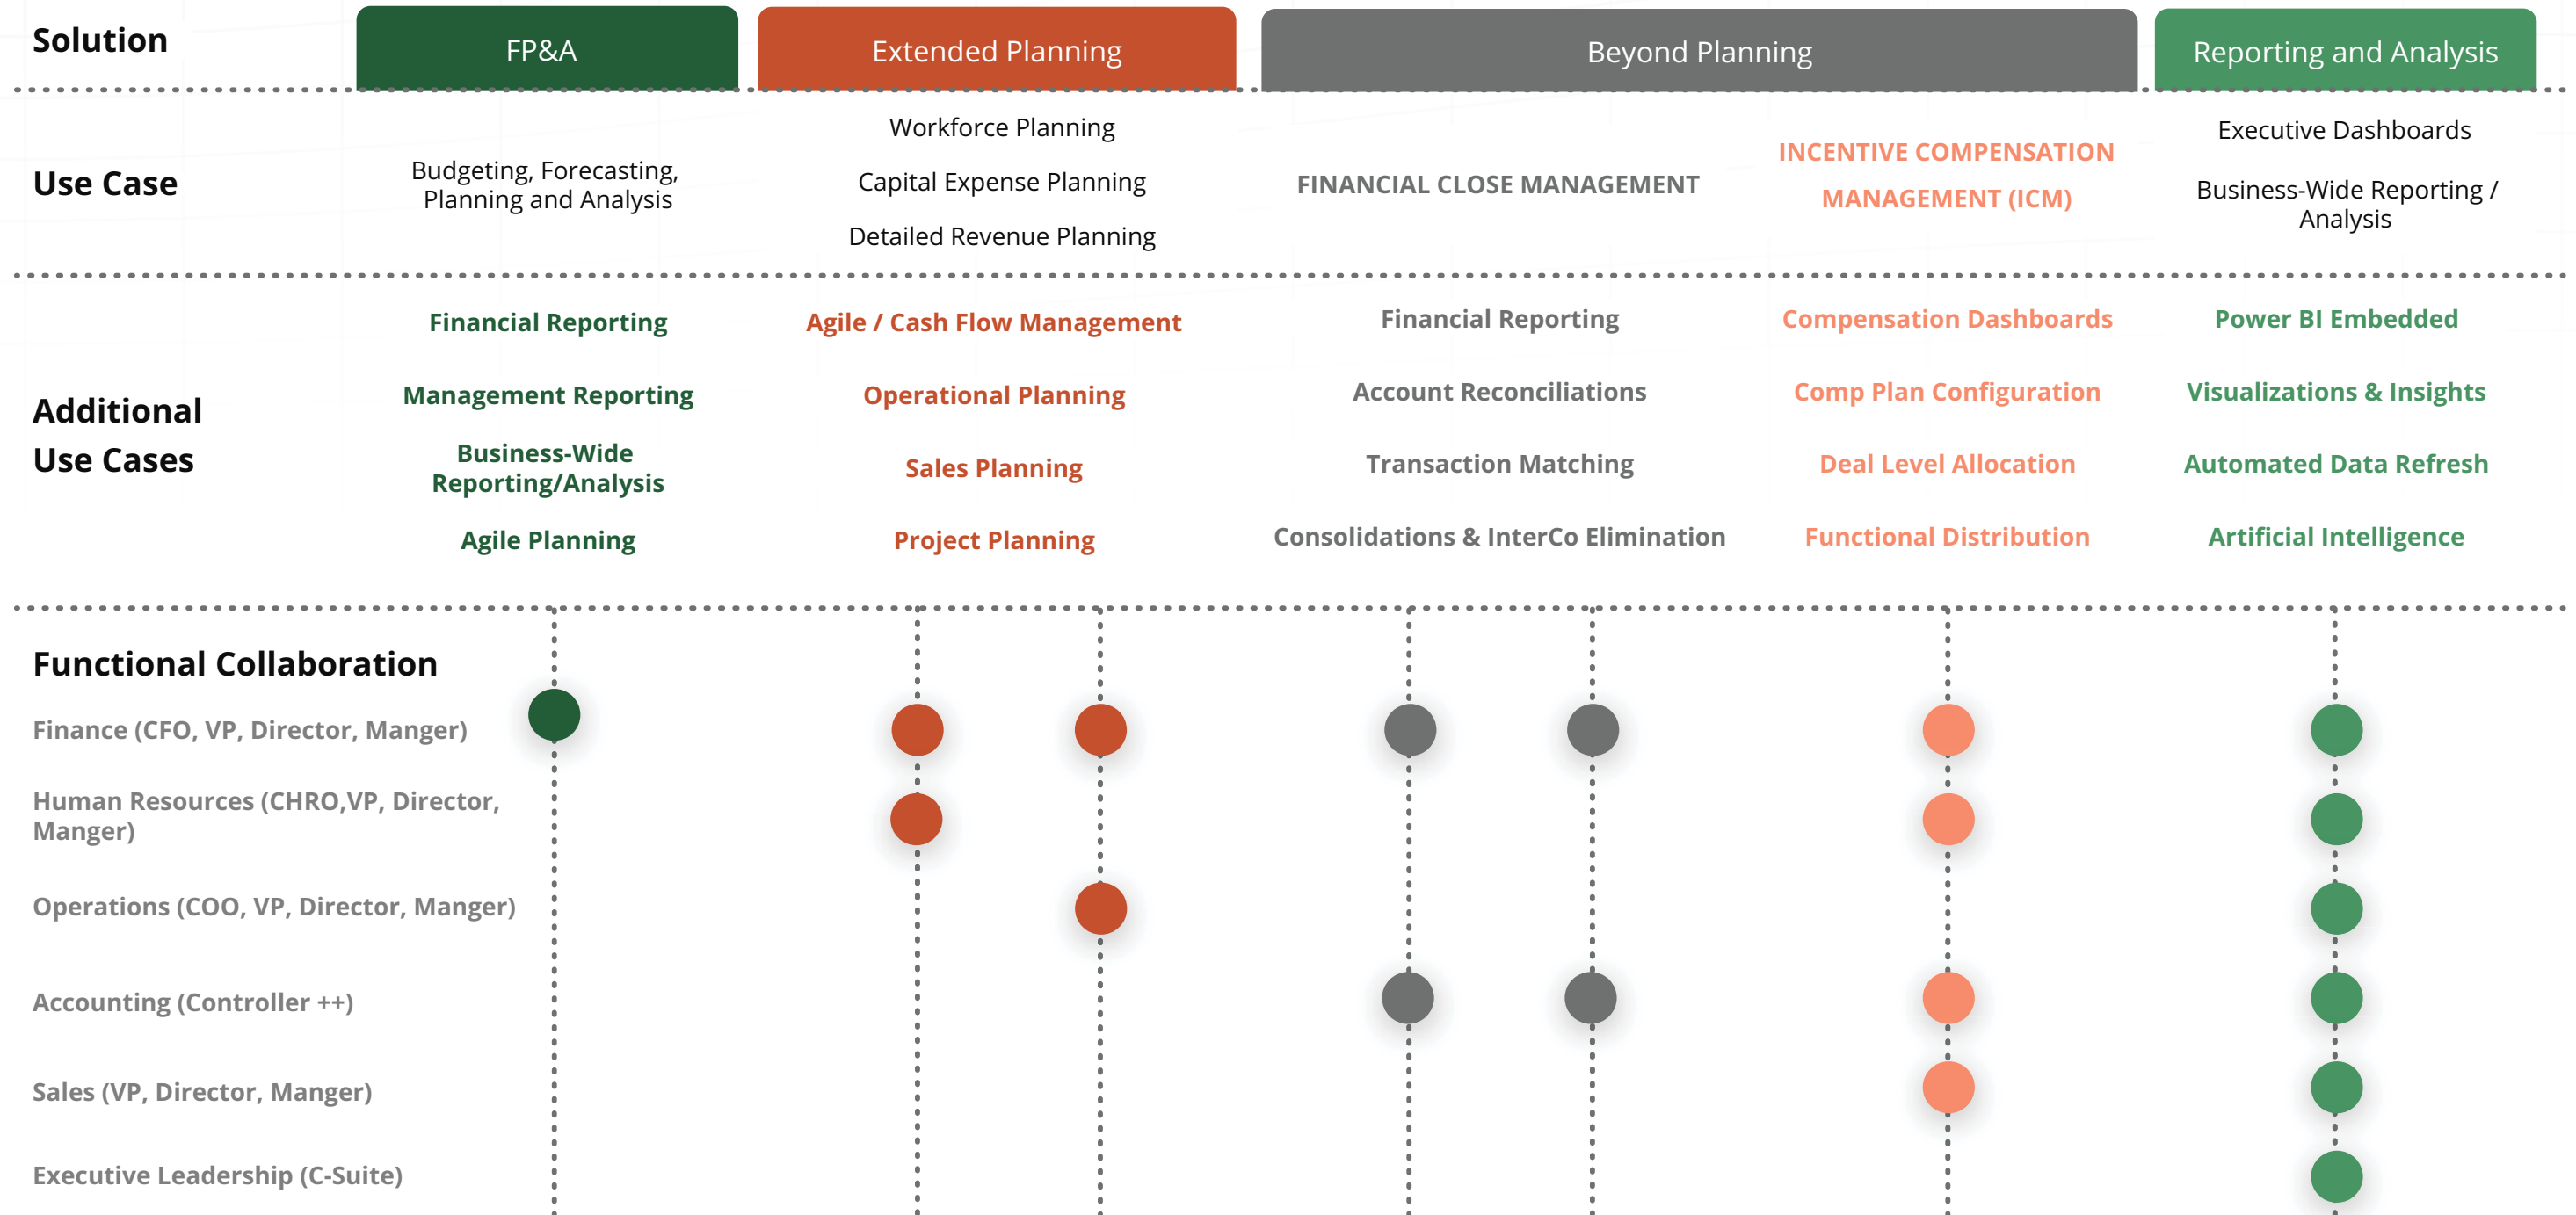 Solution
FP&A
Extended Planning
Beyond Planning
Reporting and Analysis
Use Case
Budgeting, Forecasting,
Planning and Analysis
Workforce Planning
Capital Expense Planning
Detailed Revenue Planning
FINANCIAL CLOSE MANAGEMENT
INCENTIVE COMPENSATION
MANAGEMENT (ICM)
Executive Dashboards
Business-Wide Reporting /
Analysis
Additional
Use Cases
Financial Reporting
Management Reporting
Business-Wide
Reporting/Analysis
Agile Planning
Agile / Cash Flow Management
Operational Planning
Sales Planning
Project Planning
Financial Reporting
Account Reconciliations
Transaction Matching
Consolidations & InterCo Elimination
Compensation Dashboards
Comp Plan Configuration
Deal Level Allocation
Functional Distribution
Power BI Embedded
Visualizations & Insights
Automated Data Refresh
Artificial Intelligence
Functional Collaboration
Finance (CFO, VP, Director, Manger)
Human Resources (CHRO,VP, Director,
Manger)
Operations (COO, VP, Director, Manger)
Accounting (Controller ++)
Sales (VP, Director, Manger)
Executive Leadership (C-Suite)